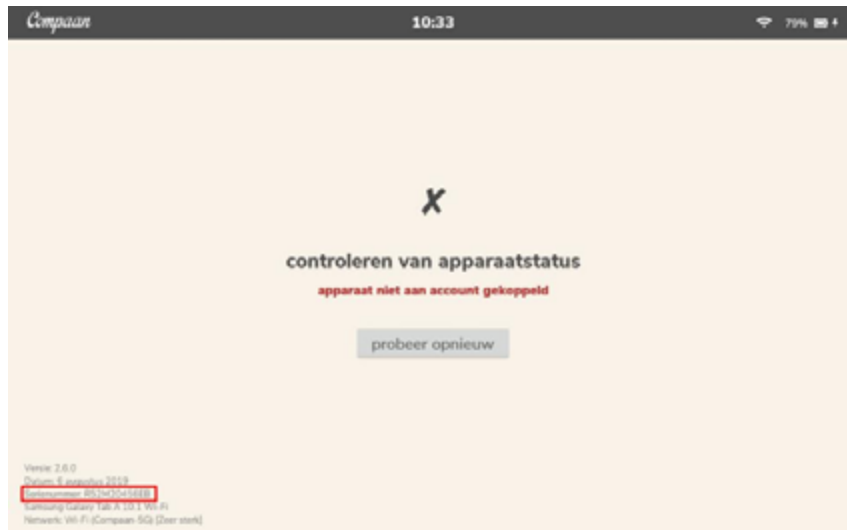 Compaan
10:33
79%
controleren van apparaatstatus
apparaat niet aan account gekoppeld
probeer opnieuw
Versie: 2.6.0
Datum: 6 augustus 2019
Serienummer:
Samsung Galaxy Tab A 10.1 Wi-Fi
Netwerk: Wi-Fi (Compaan-5G) [Zeer sterk]